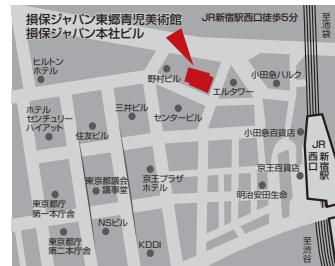 損保ジャパン東郷青児美術館
損保ジャパン本社ビル
JR新宿駅西口徒歩5分
至池袋
ヒルトン
ホテル
野村ビル
エルタワー
小田急ハルク
ホテル
センチュリー
ハイアット
三井ビル
センタービル
住友ビル
小田急百貨店
JR新宿駅
西口
京王プラザ
ホテル
京王百貨店
東京都議会
議事堂
明治安田生命
東京都庁
第一本庁舎
NSビル
東京都庁
第二本庁舎
KDDI
至渋谷